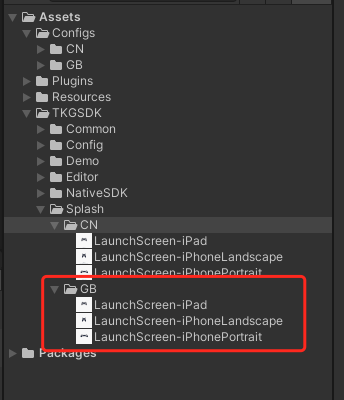 Assets
Configs
CN
GB
Plugins
Resources
TKGSDK
Common
Config
Demo
Editor
NativeSDK
Splash
CN
LaunchScreen-iPad
LaunchScreen-iPhoneLandscape
LaunchScreen-iPhonePortrait
GB
LaunchScreen-iPad
LaunchScreen-iPhoneLandscape
LaunchScreen-iPhonePortrait
Packages